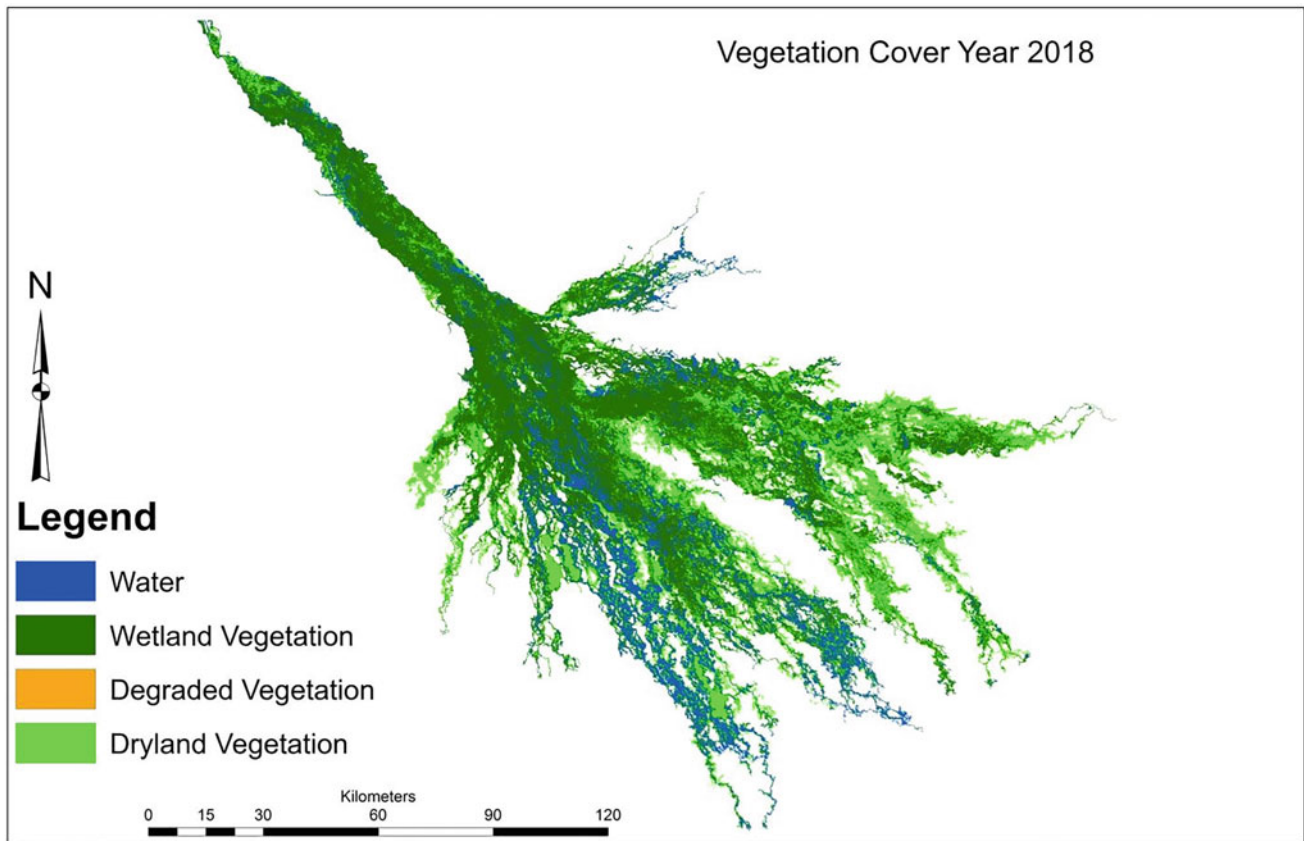 Vegetation Cover Year 2018
N
Legend
Water
Wetland Vegetation
Degraded Vegetation
Dryland Vegetation
Kilometers
0 15 30 60 90 120